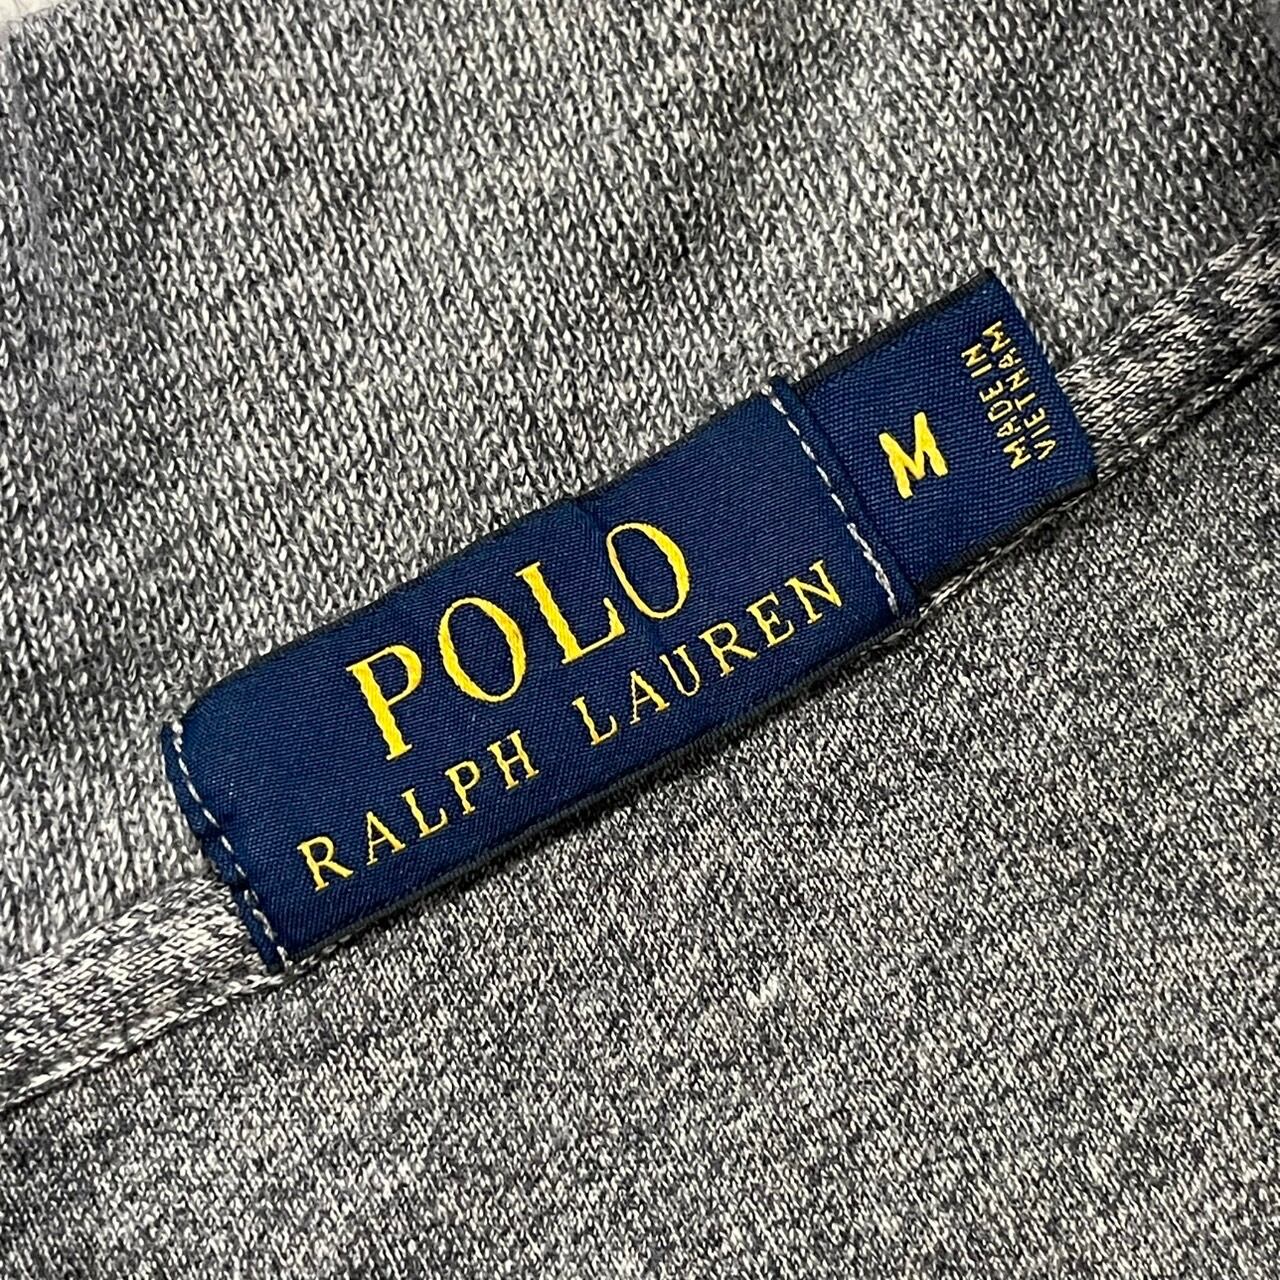 POLO
RALPH LAUREN
M
MADE IN
VIETNAM